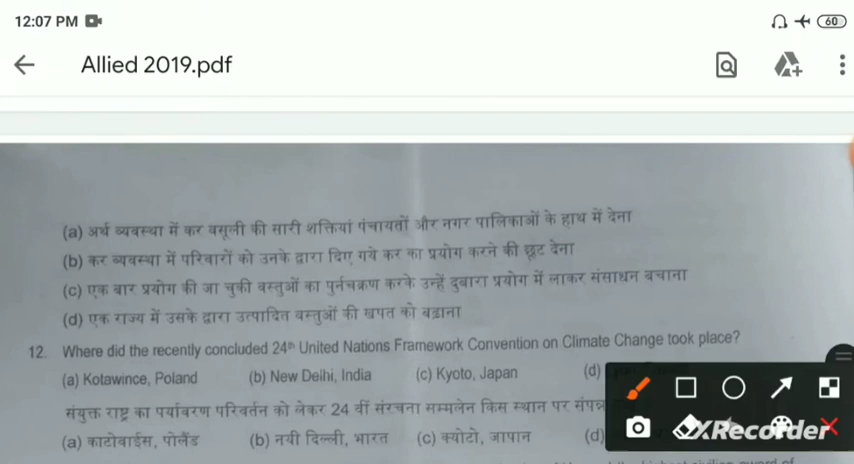 12:07 PM 60
Allied 2019.pdf
(a) अर्थ व्यवस्था में कर वसूली की सारी शक्तियां पंचायतों और नगर पालिकाओं के हाथ में देना
(b) कर व्यवस्था में परिवारों को उनके द्वारा दिए गये कर का प्रयोग करने की छूट देना
(c) एक बार प्रयोग की जा चुकी वस्तुओं का पुर्नचक्रण करके उन्हें दुबारा प्रयोग में लाकर संसाधन बचाना
(d) एक राज्य में उसके द्वारा उत्पादित वस्तुओं की खपत को बढ़ाना
12. Where did the recently concluded 24th United Nations Framework Convention on Climate Change took place?
(a) Kotawince, Poland (b) New Delhi, India (c) Kyoto, Japan (d)
संयुक्त राष्ट्र का पर्यावरण परिवर्तन को लेकर 24 वीं संरचना सम्मलेन किस स्थान पर संपन्न
(a) काटोवाईस, पोलैंड (b) नयी दिल्ली, भारत (c) क्योटो, जापान (d)
XRecorder